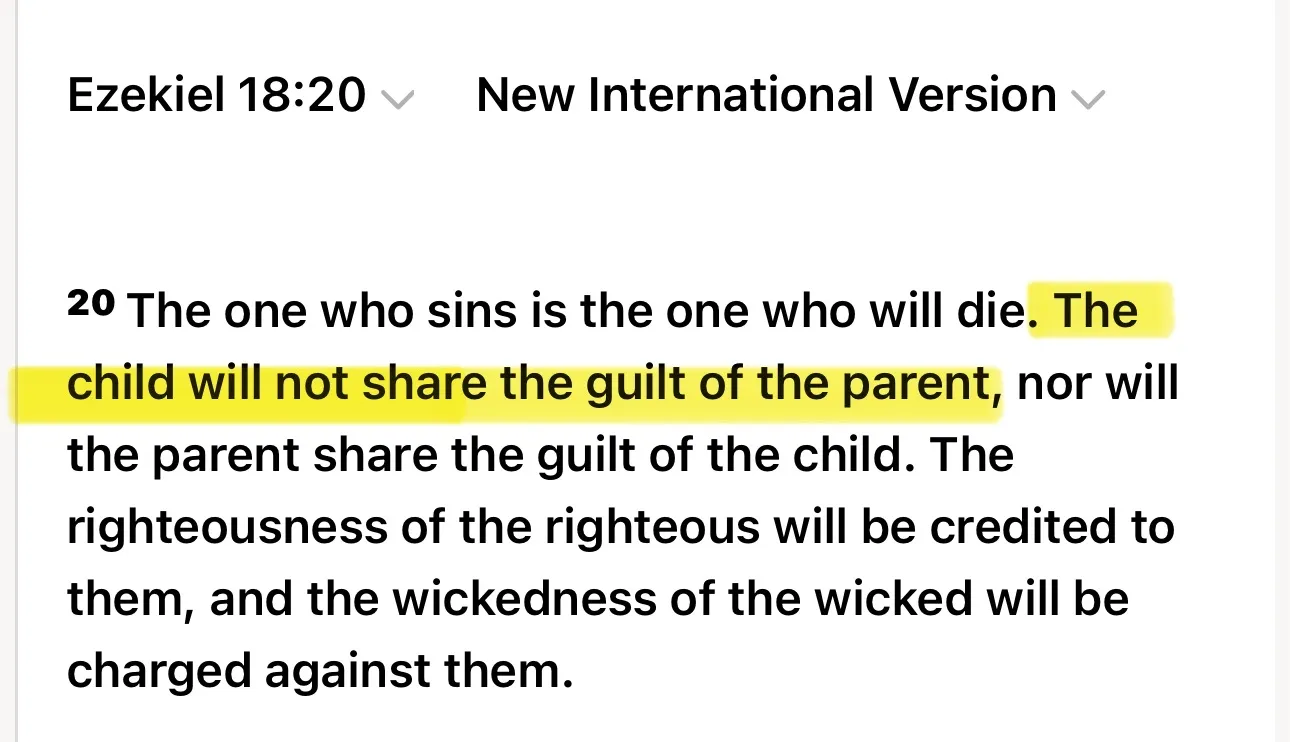 Ezekiel 18:20 New International Version
20 The one who sins is the one who will die. The
child will not share the guilt of the parent, nor will
the parent share the guilt of the child. The
righteousness of the righteous will be credited to
them, and the wickedness of the wicked will be
charged against them.